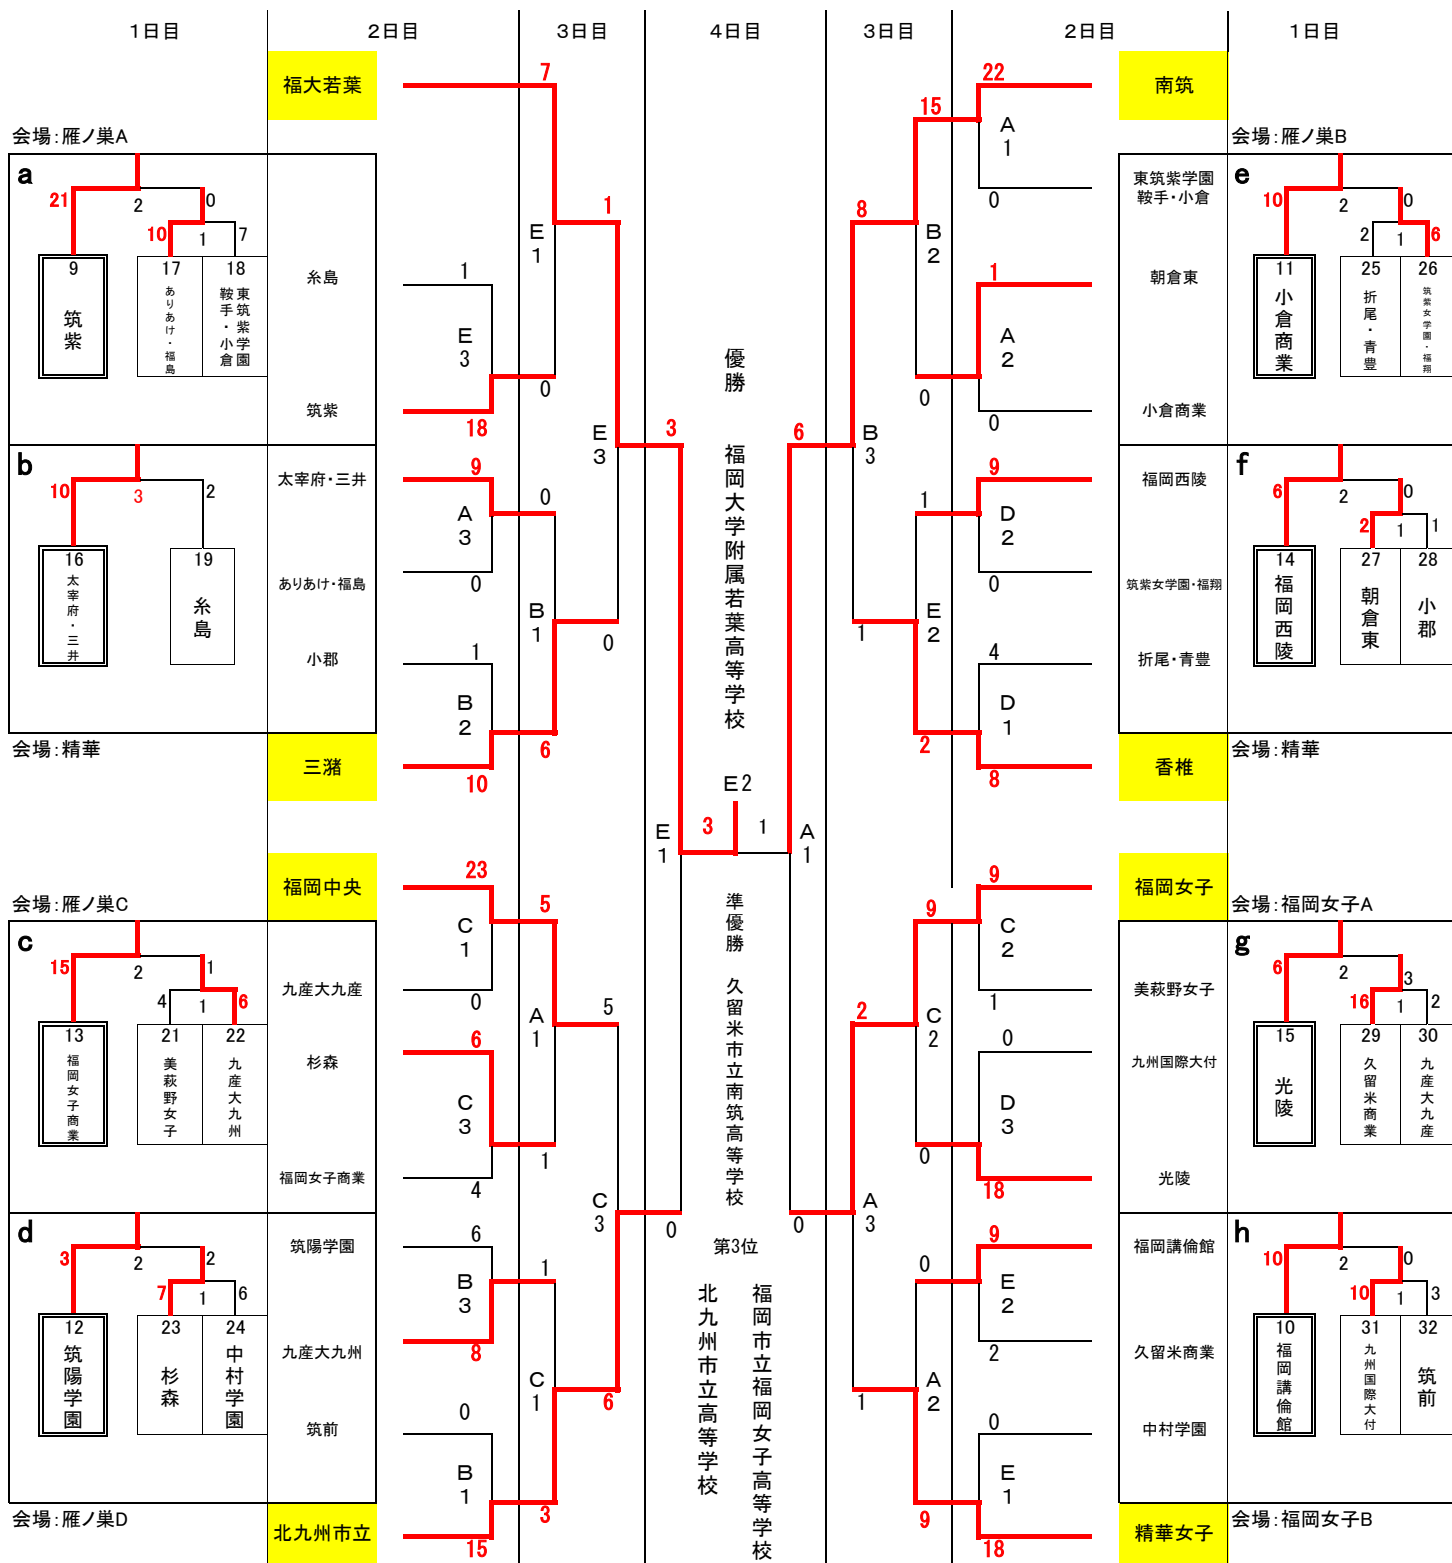 １日目
２日目
３日目
４日目
３日目
２日目
１日目
福大若葉
7
22
南筑
15
会場：雁ノ巣A
A
1
会場：雁ノ巣B
a
21
2
0
10
1
7
9
筑紫
17
ありあけ・福島
18
東筑紫学園
鞍手・小倉
糸島
筑紫
1
E
3
18
E
1
1
0
8
B
2
0
東筑紫学園
鞍手・小倉
1
朝倉東
A
2
0
0
小倉商業
e
10
2
0
2
1
6
11
小倉商業
25
折尾・青豊
26
筑紫女学園・福翔
優勝
福岡大学附属若葉高等学校
E
3
3
6
B
3
b
10
3
2
16
太宰府・三井
19
糸島
太宰府・三井
9
A
3
0
ありあけ・福島
0
B
1
0
小郡
1
B
2
6
10
三潴
会場：精華
1
9
福岡西陵
D
2
0
筑紫女学園・福翔
1
E
2
4
折尾・青豊
D
1
2
8
香椎
f
6
2
0
2
1
1
14
福岡西陵
27
朝倉東
28
小郡
会場：精華
E2
E
1
3
1
A
1
福岡中央
23
5
会場：雁ノ巣C
C
1
c
15
2
1
4
1
6
13
福岡女子商業
21
美萩野女子
22
九産大九州
九産大九産
0
A
1
5
杉森
6
C
3
1
福岡女子商業
4
C
3
0
準優勝
久留米市立南筑高等学校
9
福岡女子
9
C
2
会場：福岡女子A
美萩野女子
1
2
C
2
0
九州国際大付
D
3
0
18
光陵
A
3
0
g
6
2
3
16
1
2
15
光陵
29
久留米商業
30
九産大九産
d
3
2
2
7
1
6
12
筑陽学園
23
杉森
24
中村学園
筑陽学園
6
B
3
1
九産大九州
8
C
1
6
筑前
0
B
1
3
15
北九州市立
会場：雁ノ巣D
第3位
北九州市立高等学校
福岡市立福岡女子高等学校
0
9
福岡講倫館
E
2
2
久留米商業
1
A
2
0
中村学園
E
1
9
18
精華女子
h
10
2
0
10
1
3
10
福岡講倫館
31
九州国際大付
32
筑前
会場：福岡女子B